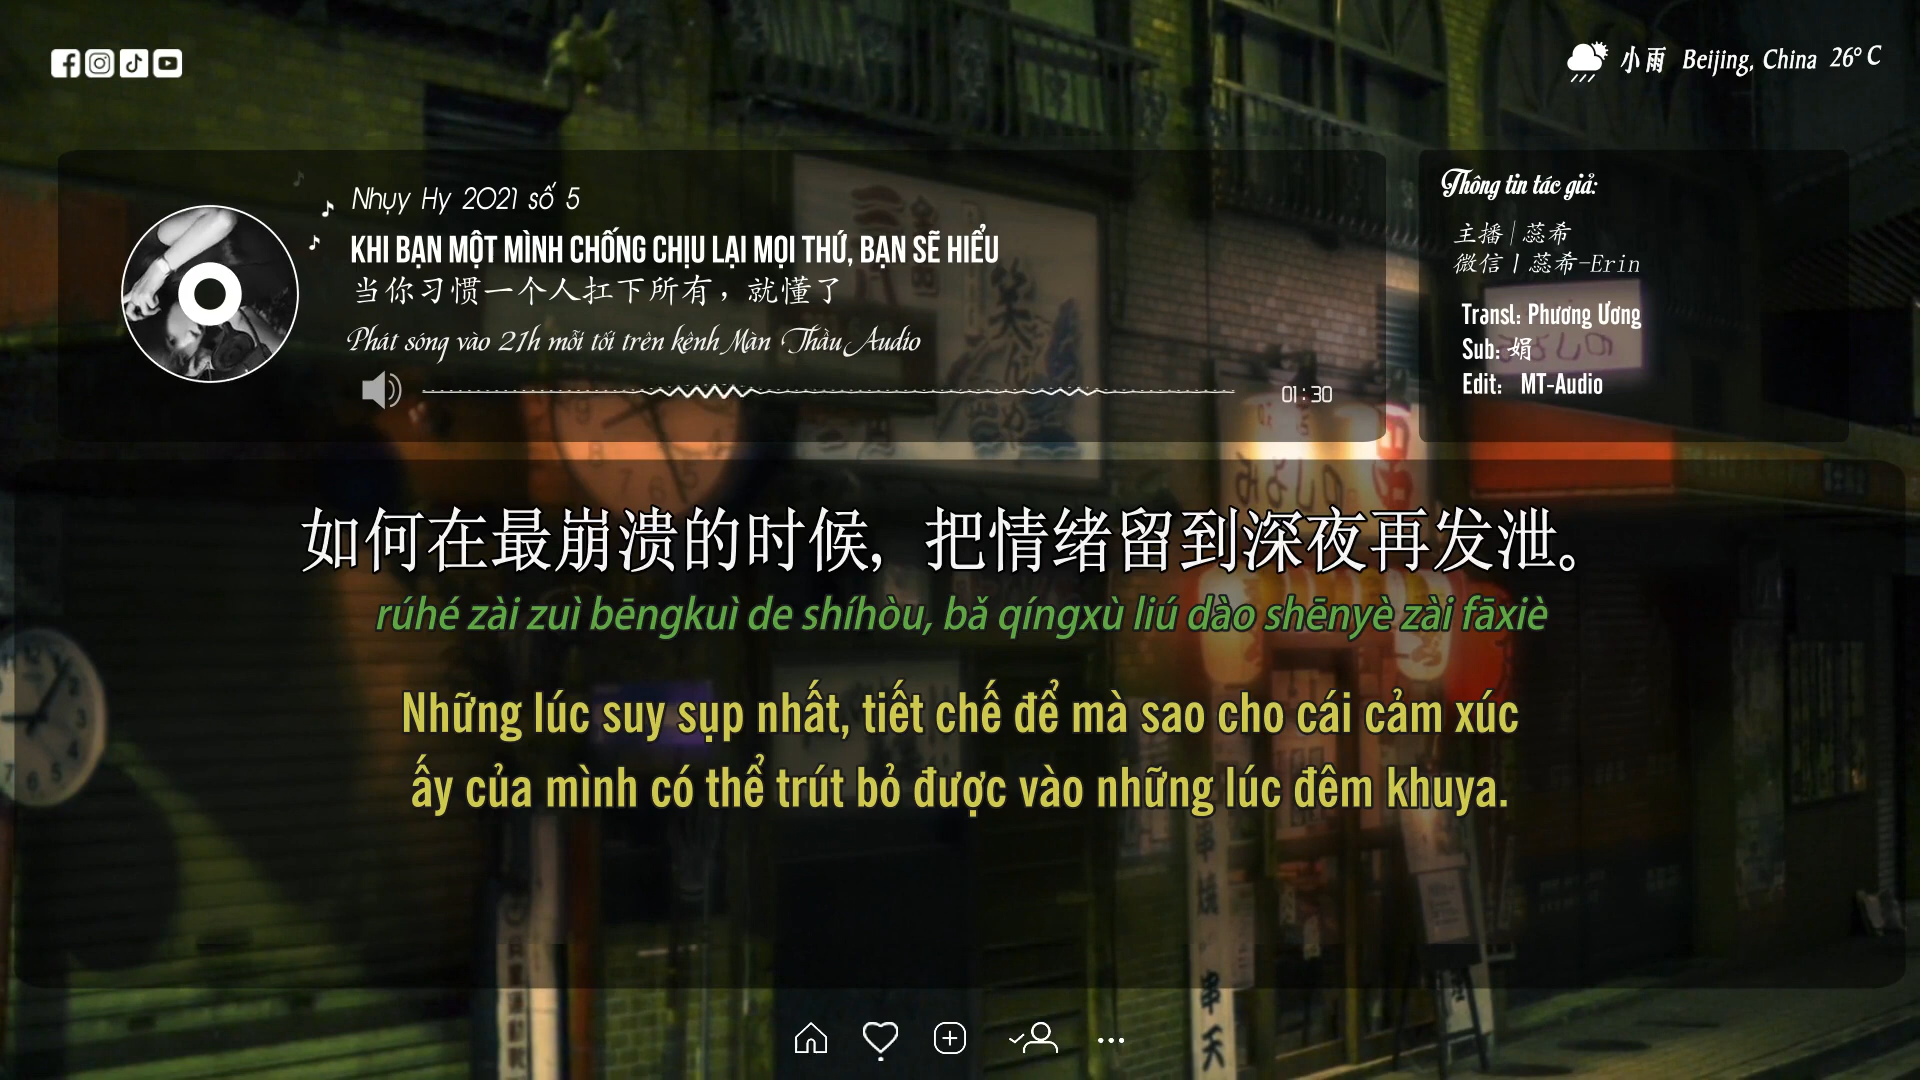 小雨 Beijing, China 26° C
Nhụy Hy 2021 số 5
KHI BẠN MỘT MÌNH CHỐNG CHỊU LẠI MỌI THỨ, BẠN SẼ HIỂU
当你习惯一个人扛下所有，就懂了
Phát sóng vào 21h mỗi tối trên kênh Màn Thầu Audio
01:30
Thông tin tác giả:
主播|蕊希
微信丨蕊希-Erin
Transl: Phương Ương
Sub: 娟
Edit: MT-Audio
如何在最崩溃的时候，把情绪留到深夜再发泄。
rúhé zài zuì bēngkuì de shíhòu, bǎ qíngxù liú dào shēnyè zài fāxiè
Những lúc suy sụp nhất, tiết chế để mà sao cho cái cảm xúc
ấy của mình có thể trút bỏ được vào những lúc đêm khuya.
串
天